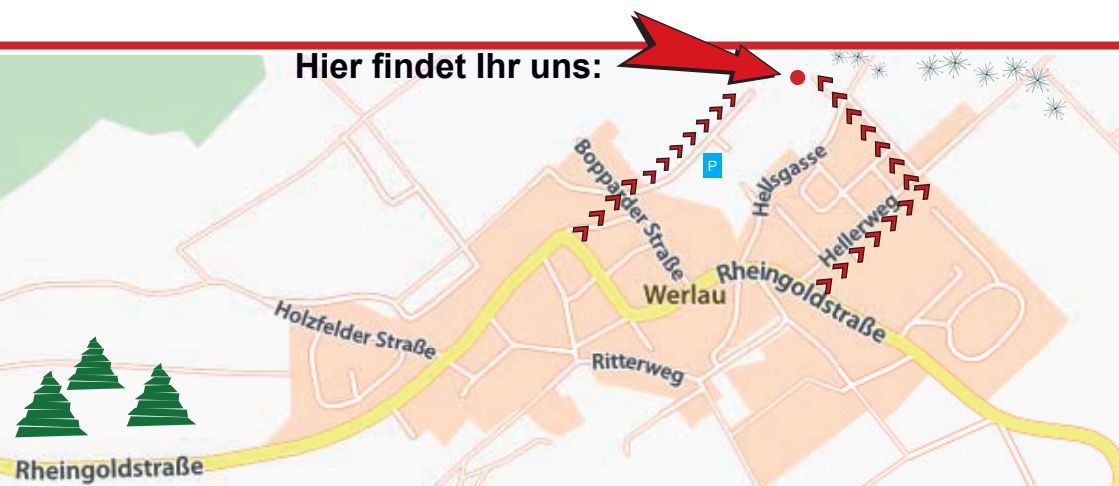 Hier findet Ihr uns:
P
Bopparder Straße
Hellsgasse
Hellerweg
Rheingoldstraße
Werlau
Holzfelder Straße
Ritterweg
Rheingoldstraße